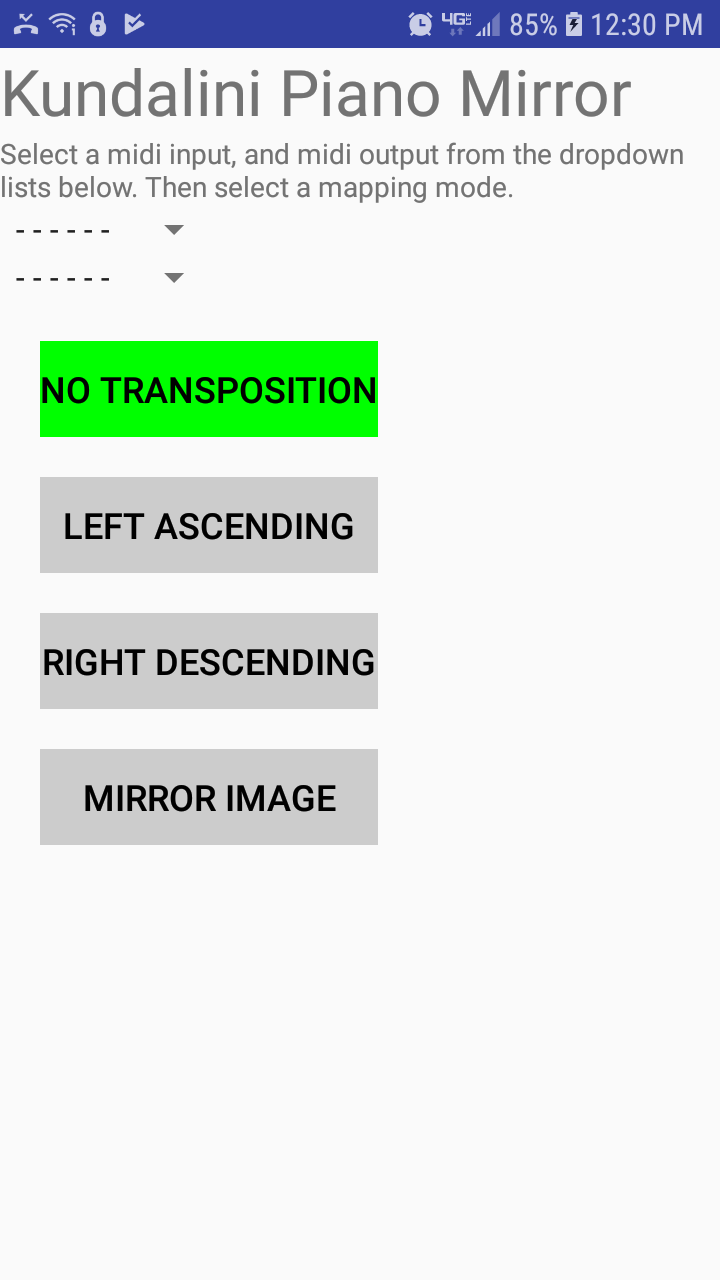 4G LTE 85% 12:30 PM
Kundalini Piano Mirror
Select a midi input, and midi output from the dropdown
lists below. Then select a mapping mode.
------
------
NO TRANSPOSITION
LEFT ASCENDING
RIGHT DESCENDING
MIRROR IMAGE